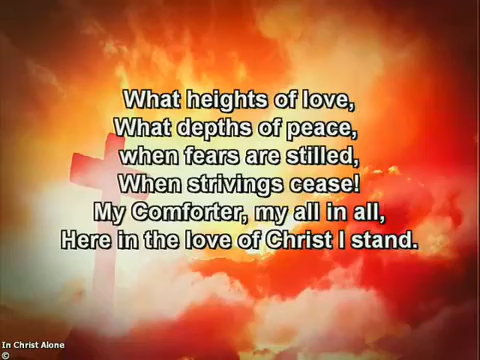 What heights of love,
What depths of peace,
when fears are stilled,
When strivings cease!
My Comforter, my all in all,
Here in the love of Christ I stand.
In Christ Alone
©